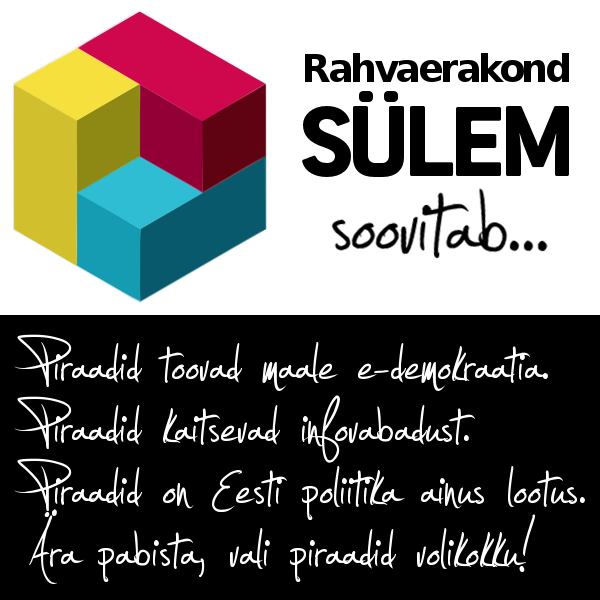 Rahvaerakond
SÜLEM
soovitab...
Piraadid toovad maale e-demokraatia.
Piraadid kaitsevad infovabadust.
Piraadid on Eesti poliitika ainus lootus.
Ära pabista, vali piraadid volikokku!